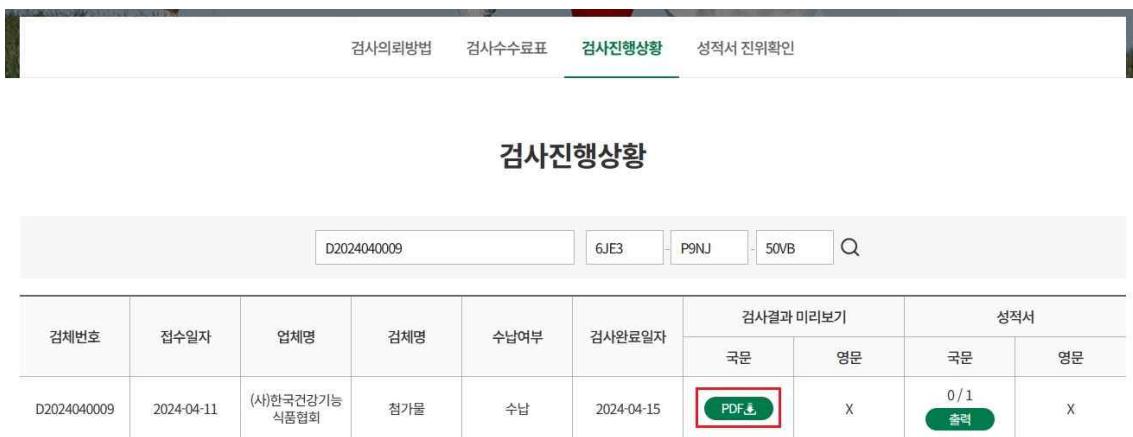 검사의뢰방법 검사수수료표 검사진행상황 성적서 진위확인
검사진행상황
D2024040009 6JE3 - P9NJ - 50VB
검체번호 접수일자 업체명 검체명 수납여부 검사완료일자 검사결과 미리보기 성적서
국문 영문 국문 영문
D2024040009 2024-04-11 (사)한국건강기능 첨가물 수납 2024-04-15 PDF X 0 / 1 X
식품협회 출력